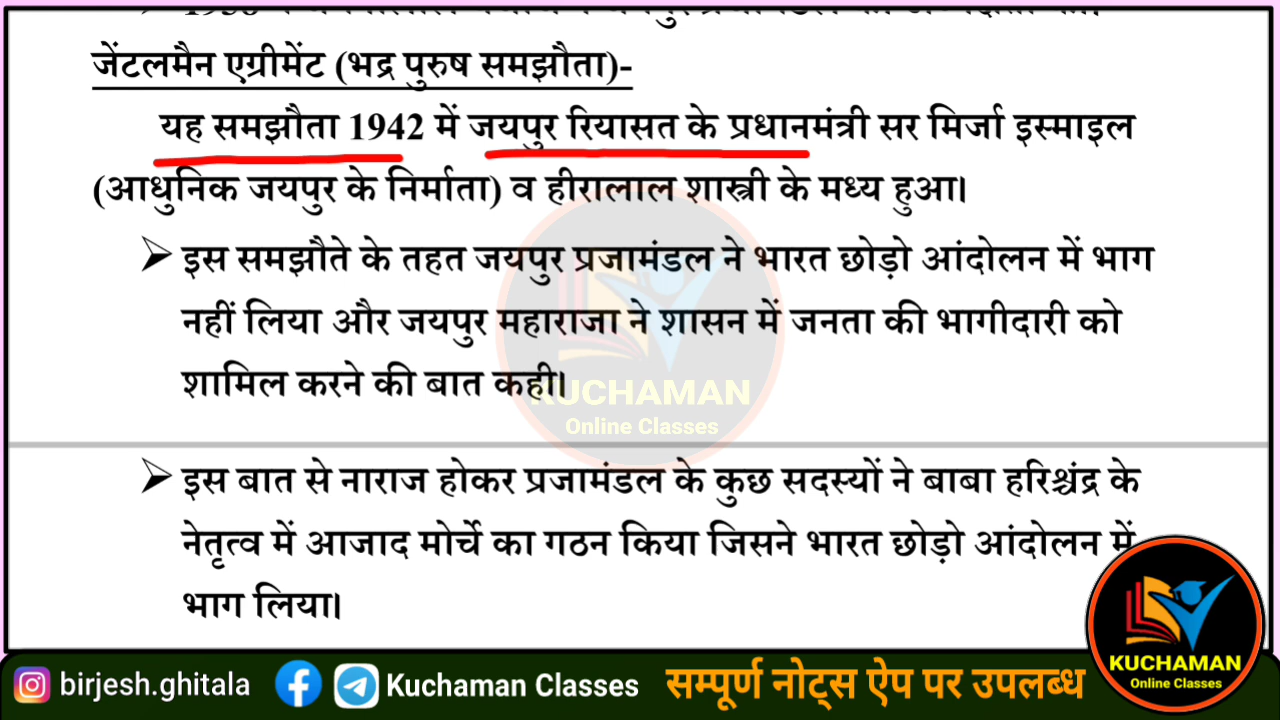 जेंटलमैन एग्रीमेंट (भद्र पुरुष समझौता)-
यह समझौता 1942 में जयपुर रियासत के प्रधानमंत्री सर मिर्जा इस्माइल
(आधुनिक जयपुर के निर्माता) व हीरालाल शास्त्री के मध्य हुआ।
➢ इस समझौते के तहत जयपुर प्रजामंडल ने भारत छोड़ो आंदोलन में भाग
नहीं लिया और जयपुर महाराजा ने शासन में जनता की भागीदारी को
शामिल करने की बात कही।
KUCHAMAN
Online Classes
➢ इस बात से नाराज होकर प्रजामंडल के कुछ सदस्यों ने बाबा हरिश्चंद्र के
नेतृत्व में आजाद मोर्चे का गठन किया जिसने भारत छोड़ो आंदोलन में
भाग लिया।
KUCHAMAN
Online Classes
birjesh.ghitala Kuchaman Classes सम्पूर्ण नोट्स ऐप पर उपलब्ध